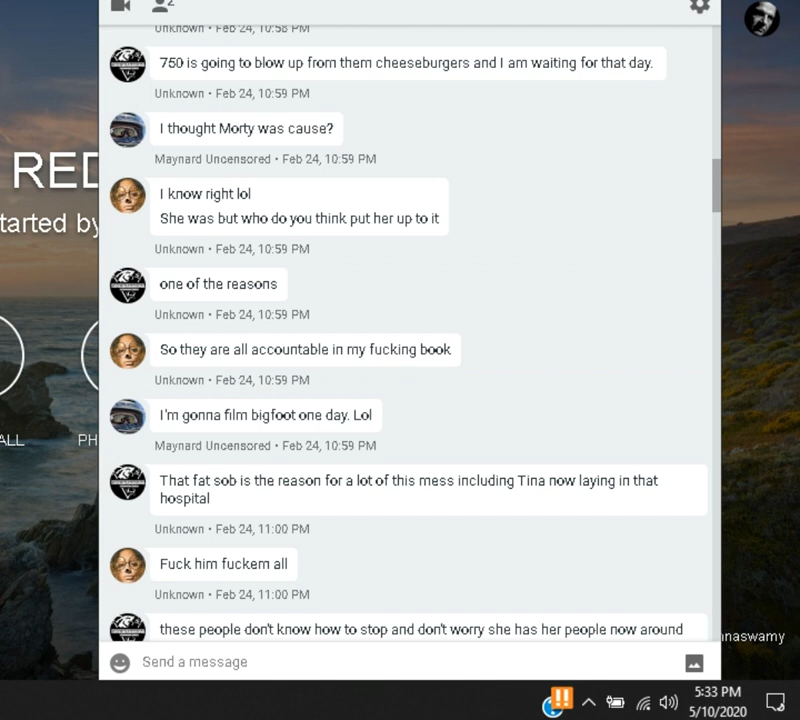 Unknown • Feb 24, 10:58 PM
750 is going to blow up from them cheeseburgers and I am waiting for that day.
Unknown • Feb 24, 10:59 PM
I thought Morty was cause?
Maynard Uncensored • Feb 24, 10:59 PM
I know right lol
She was but who do you think put her up to it
Unknown • Feb 24, 10:59 PM
one of the reasons
Unknown • Feb 24, 10:59 PM
So they are all accountable in my fucking book
Unknown • Feb 24, 10:59 PM
I'm gonna film bigfoot one day. Lol
Maynard Uncensored • Feb 24, 10:59 PM
That fat sob is the reason for a lot of this mess including Tina now laying in that
hospital
Unknown • Feb 24, 11:00 PM
Fuck him fuckem all
Unknown • Feb 24, 11:00 PM
these people don't know how to stop and don't worry she has her people now around
Send a message
RED
tarted by
ALL
PH
nnaswamy
5:33 PM
5/10/2020